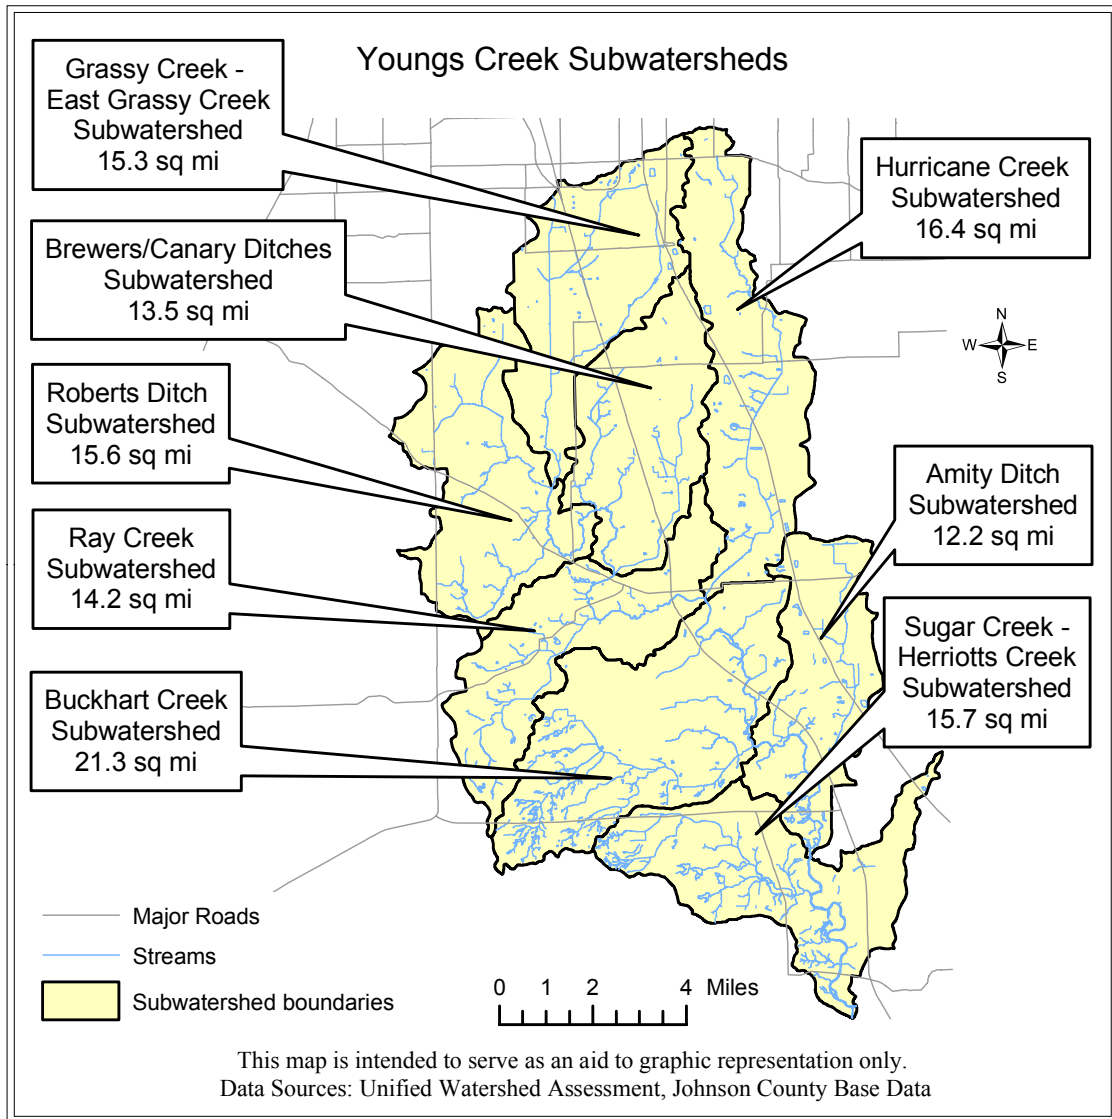 Youngs Creek Subwatersheds
Grassy Creek -
East Grassy Creek
Subwatershed
15.3 sq mi
Brewers/Canary Ditches
Subwatershed
13.5 sq mi
Roberts Ditch
Subwatershed
15.6 sq mi
Ray Creek
Subwatershed
14.2 sq mi
Buckhart Creek
Subwatershed
21.3 sq mi
Hurricane Creek
Subwatershed
16.4 sq mi
N
W E
S
Amity Ditch
Subwatershed
12.2 sq mi
Sugar Creek -
Herriotts Creek
Subwatershed
15.7 sq mi
Major Roads
Streams
Subwatershed boundaries
0 1 2 4 Miles
This map is intended to serve as an aid to graphic representation only.
Data Sources: Unified Watershed Assessment, Johnson County Base Data